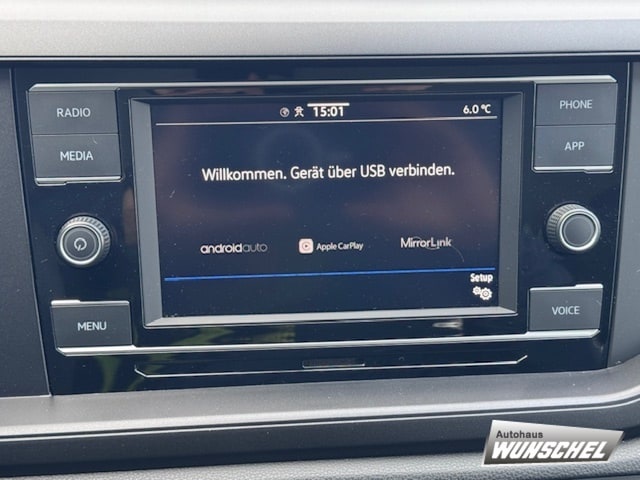 RADIO
MEDIA
MENU
15:01
6.0 °C
Willkommen. Gerät über USB verbinden.
androidauto
Apple CarPlay
MirrorLink
Setup
PHONE
APP
VOICE
Autohaus
WUNSCHEL